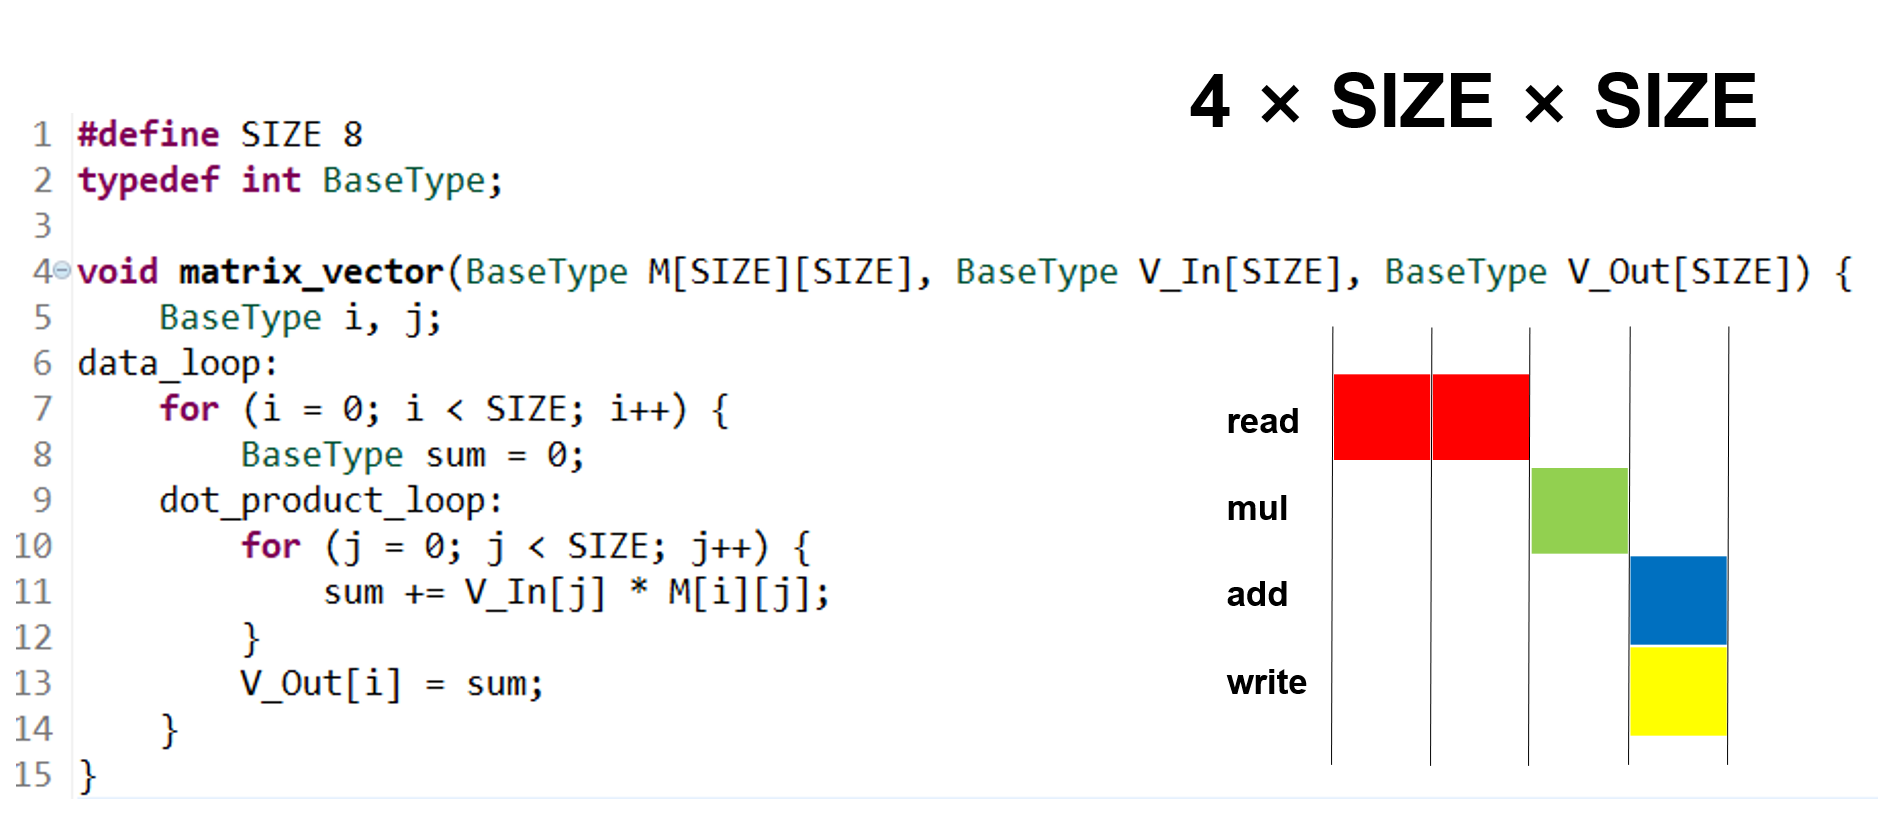 4 × SIZE × SIZE
1 #define SIZE 8
2 typedef int BaseType;
3
4 void matrix_vector(BaseType M[SIZE][SIZE], BaseType V_In[SIZE], BaseType V_Out[SIZE]) {
5     BaseType i, j;
6 data_loop:
7     for (i = 0; i < SIZE; i++) {
8         BaseType sum = 0;
9     dot_product_loop:
10         for (j = 0; j < SIZE; j++) {
11             sum += V_In[j] * M[i][j];
12         }
13         V_Out[i] = sum;
14     }
15 }
read
mul
add
write